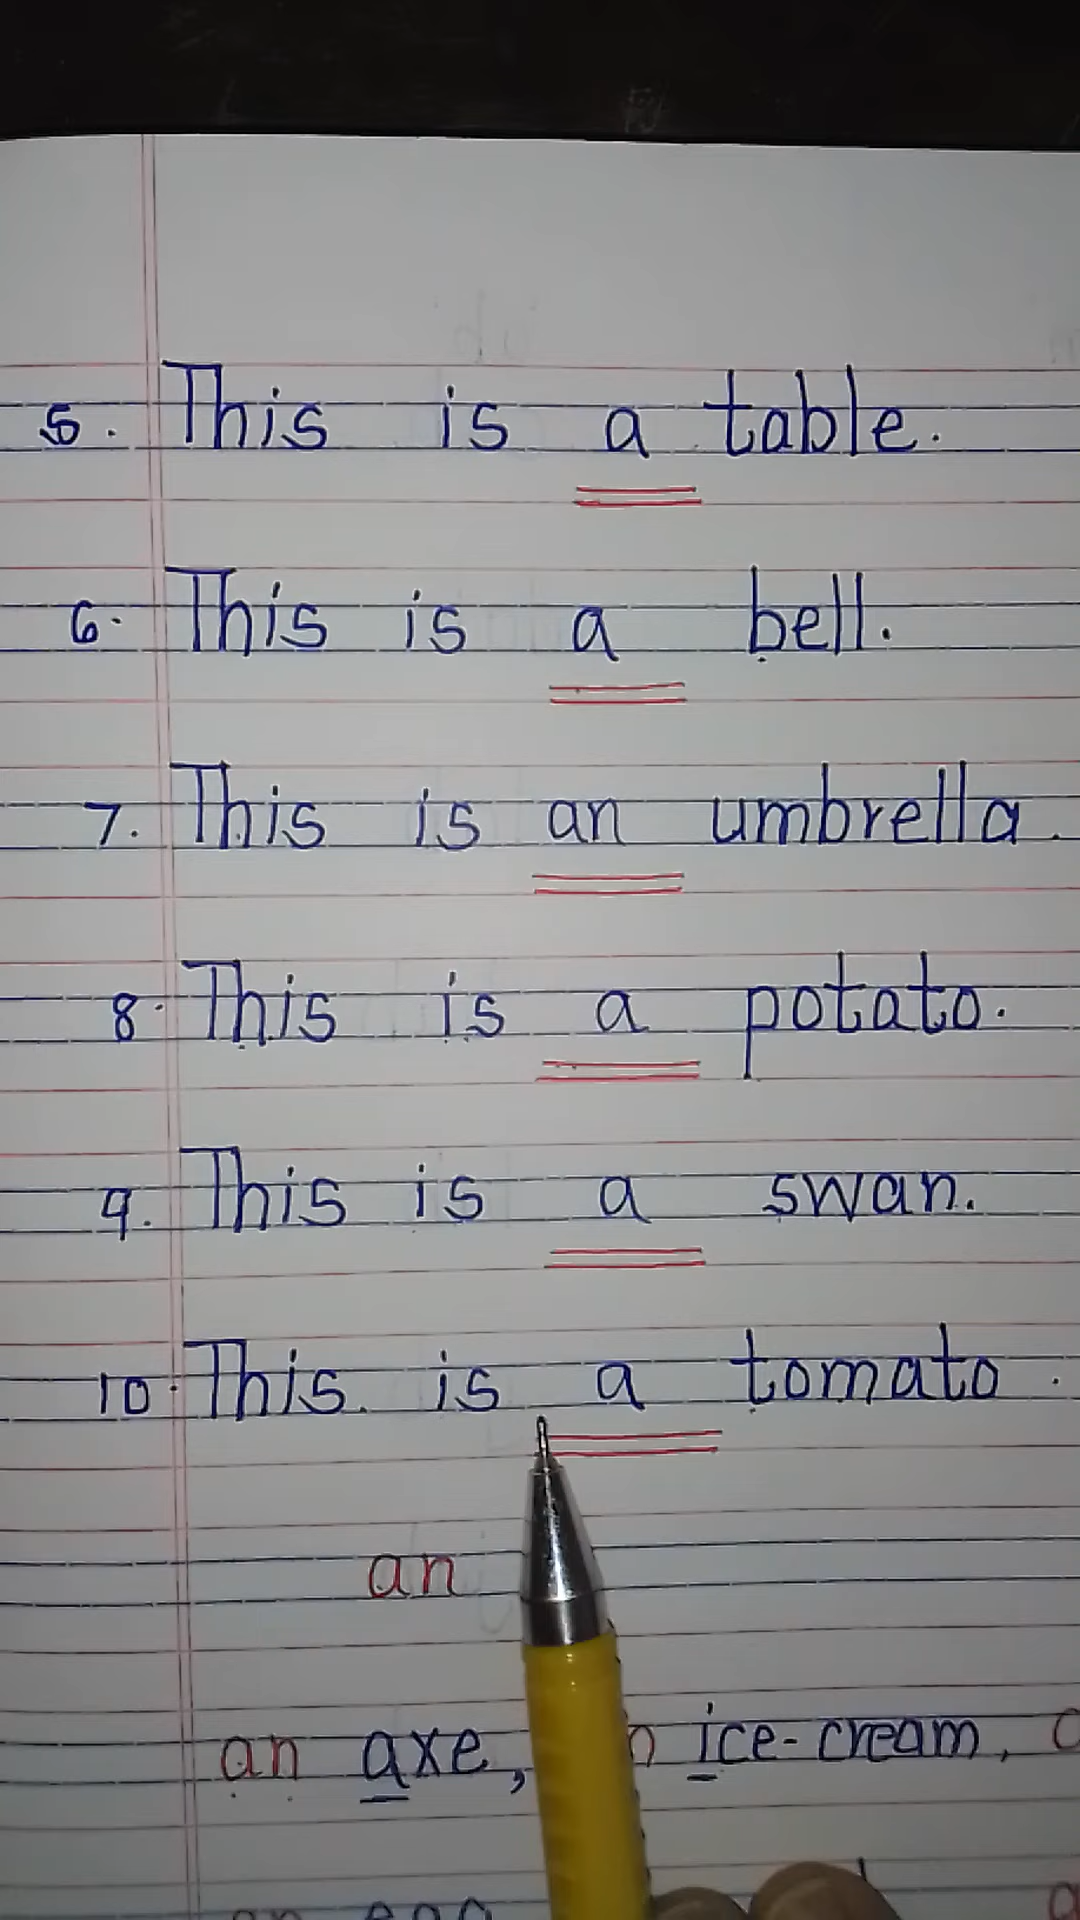 5. This is a table.
6. This is a bell.
7. This is an umbrella.
8. This is a potato.
9. This is a swan.
10. This is a tomato.
an
an axe, ice-cream,